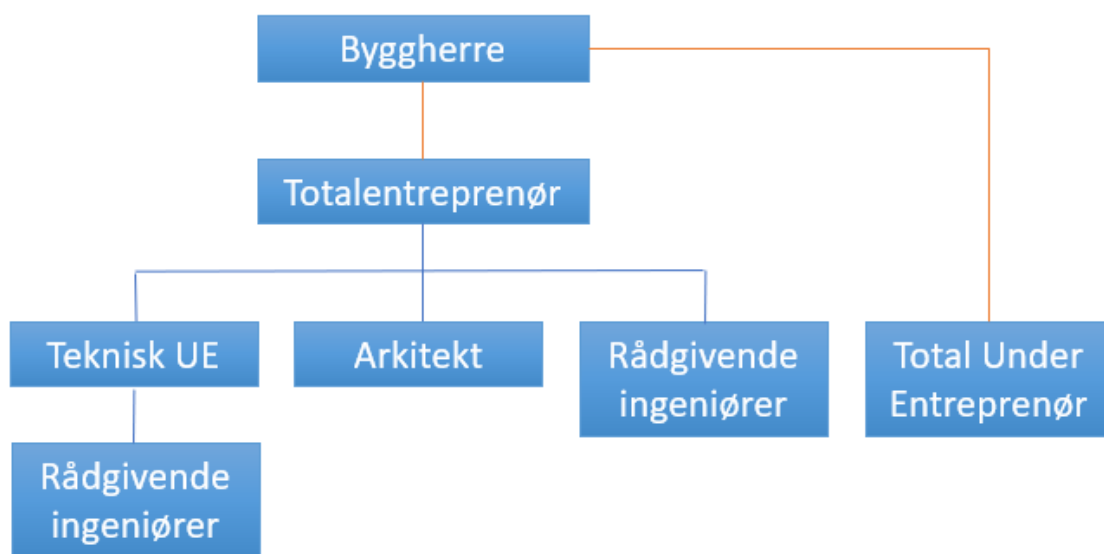 Byggherre
Totalentreprenør
Teknisk UE
Arkitekt
Rådgivende
ingeniører
Total Under
Entreprenør
Rådgivende
ingeniører